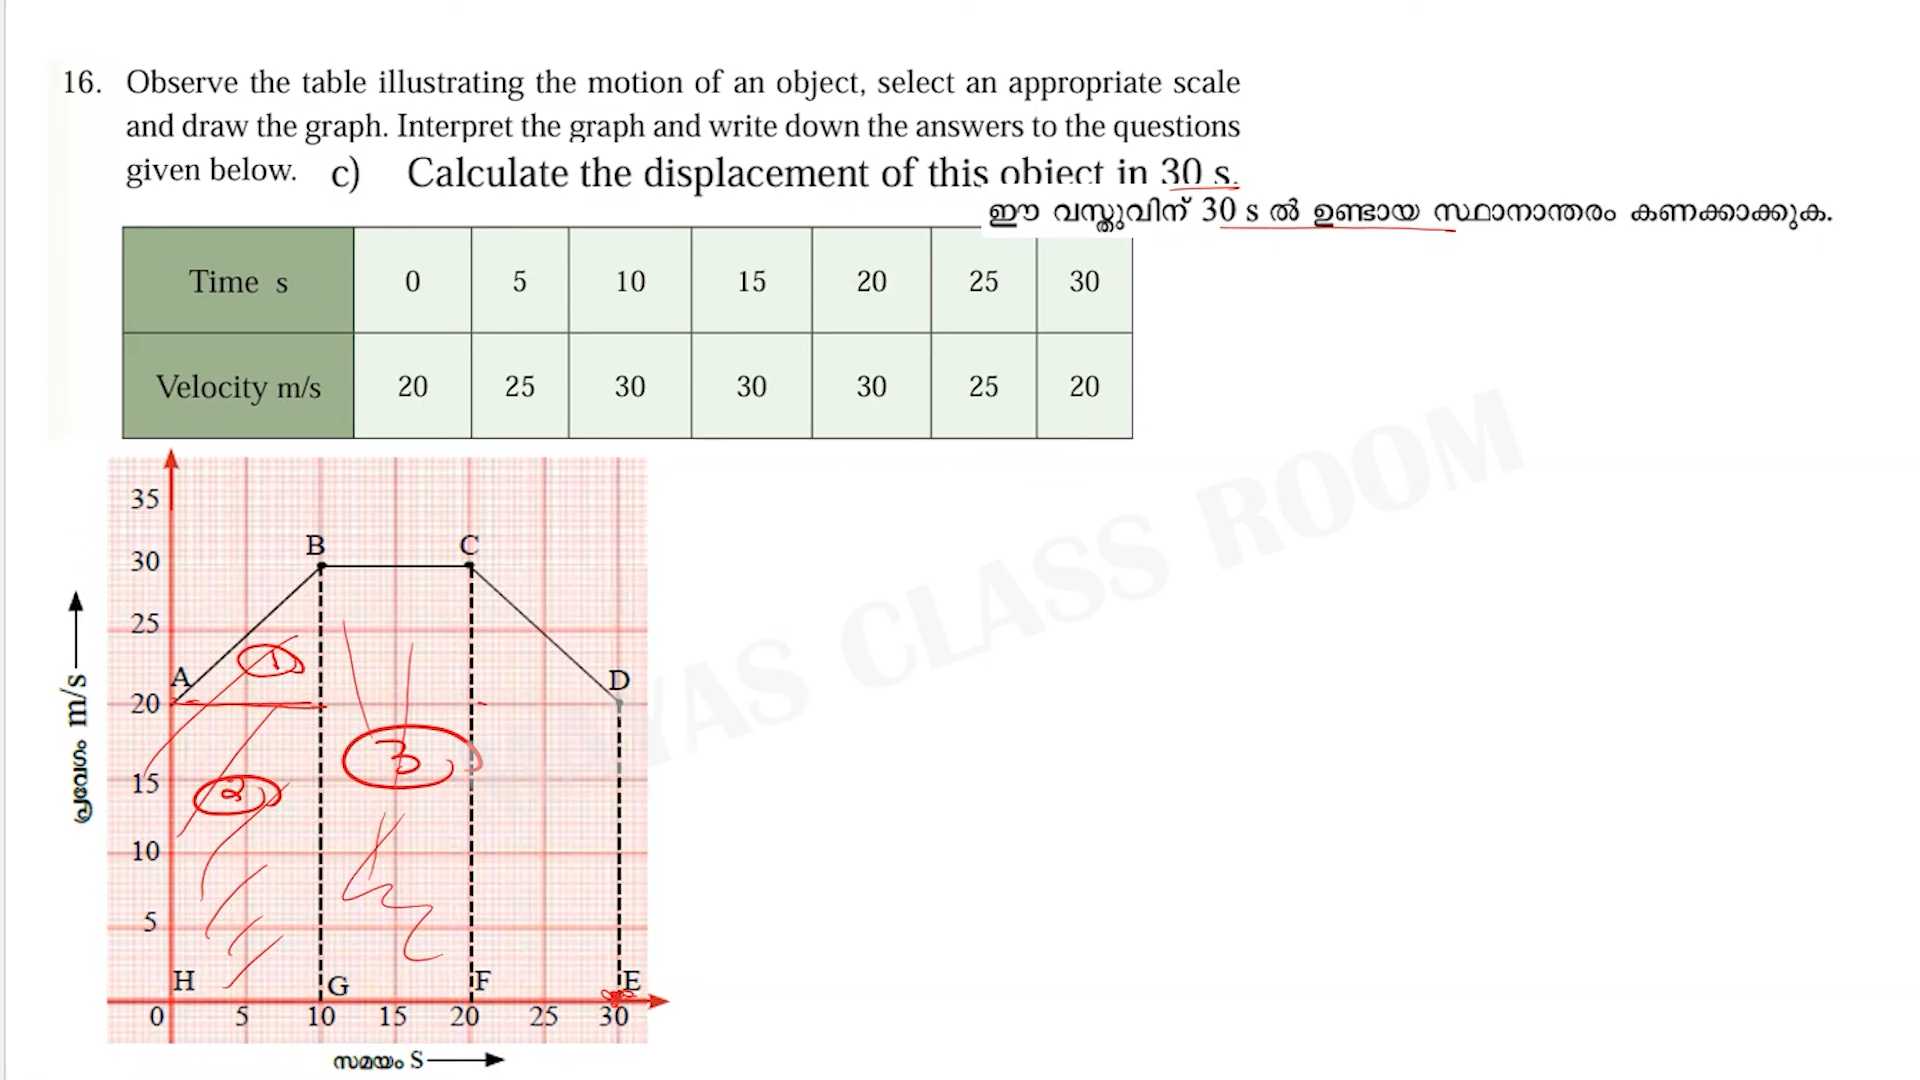 16. Observe the table illustrating the motion of an object, select an appropriate scale
and draw the graph. Interpret the graph and write down the answers to the questions
given below. c) Calculate the displacement of this object in 30 s.
ഈ വസ്തുവിന് 30 s ൽ ഉണ്ടായ സ്ഥാനാന്തരം കണക്കാക്കുക.
Time s 0 5 10 15 20 25 30
Velocity m/s 20 25 30 30 30 25 20
35
B C
30
25
1
A D
20
3
15
2
10
5
H G F E
0 5 10 15 20 25 30
പ്രവേഗം m/s
സമയം S
YAS CLASS ROOM